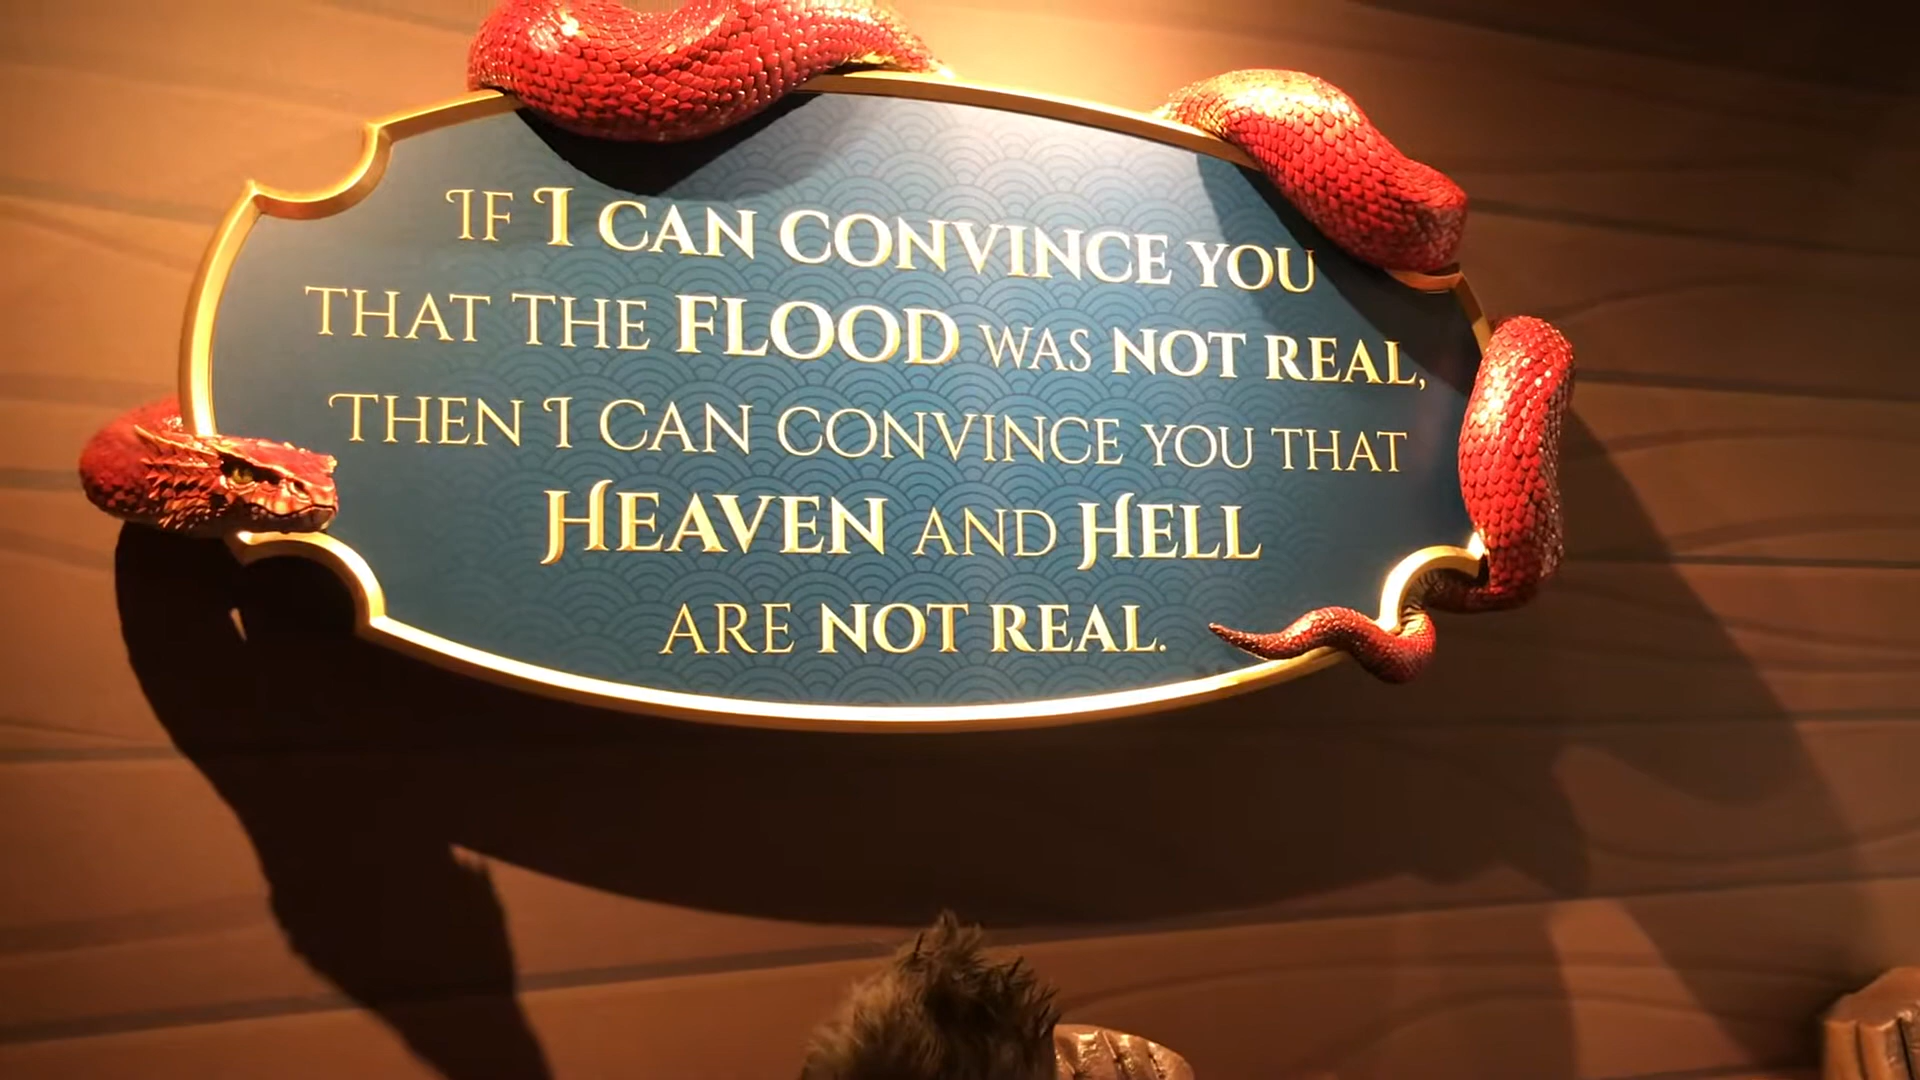 IF I CAN CONVINCE YOU
THAT THE FLOOD WAS NOT REAL,
THEN I CAN CONVINCE YOU THAT
HEAVEN AND HELL
ARE NOT REAL.